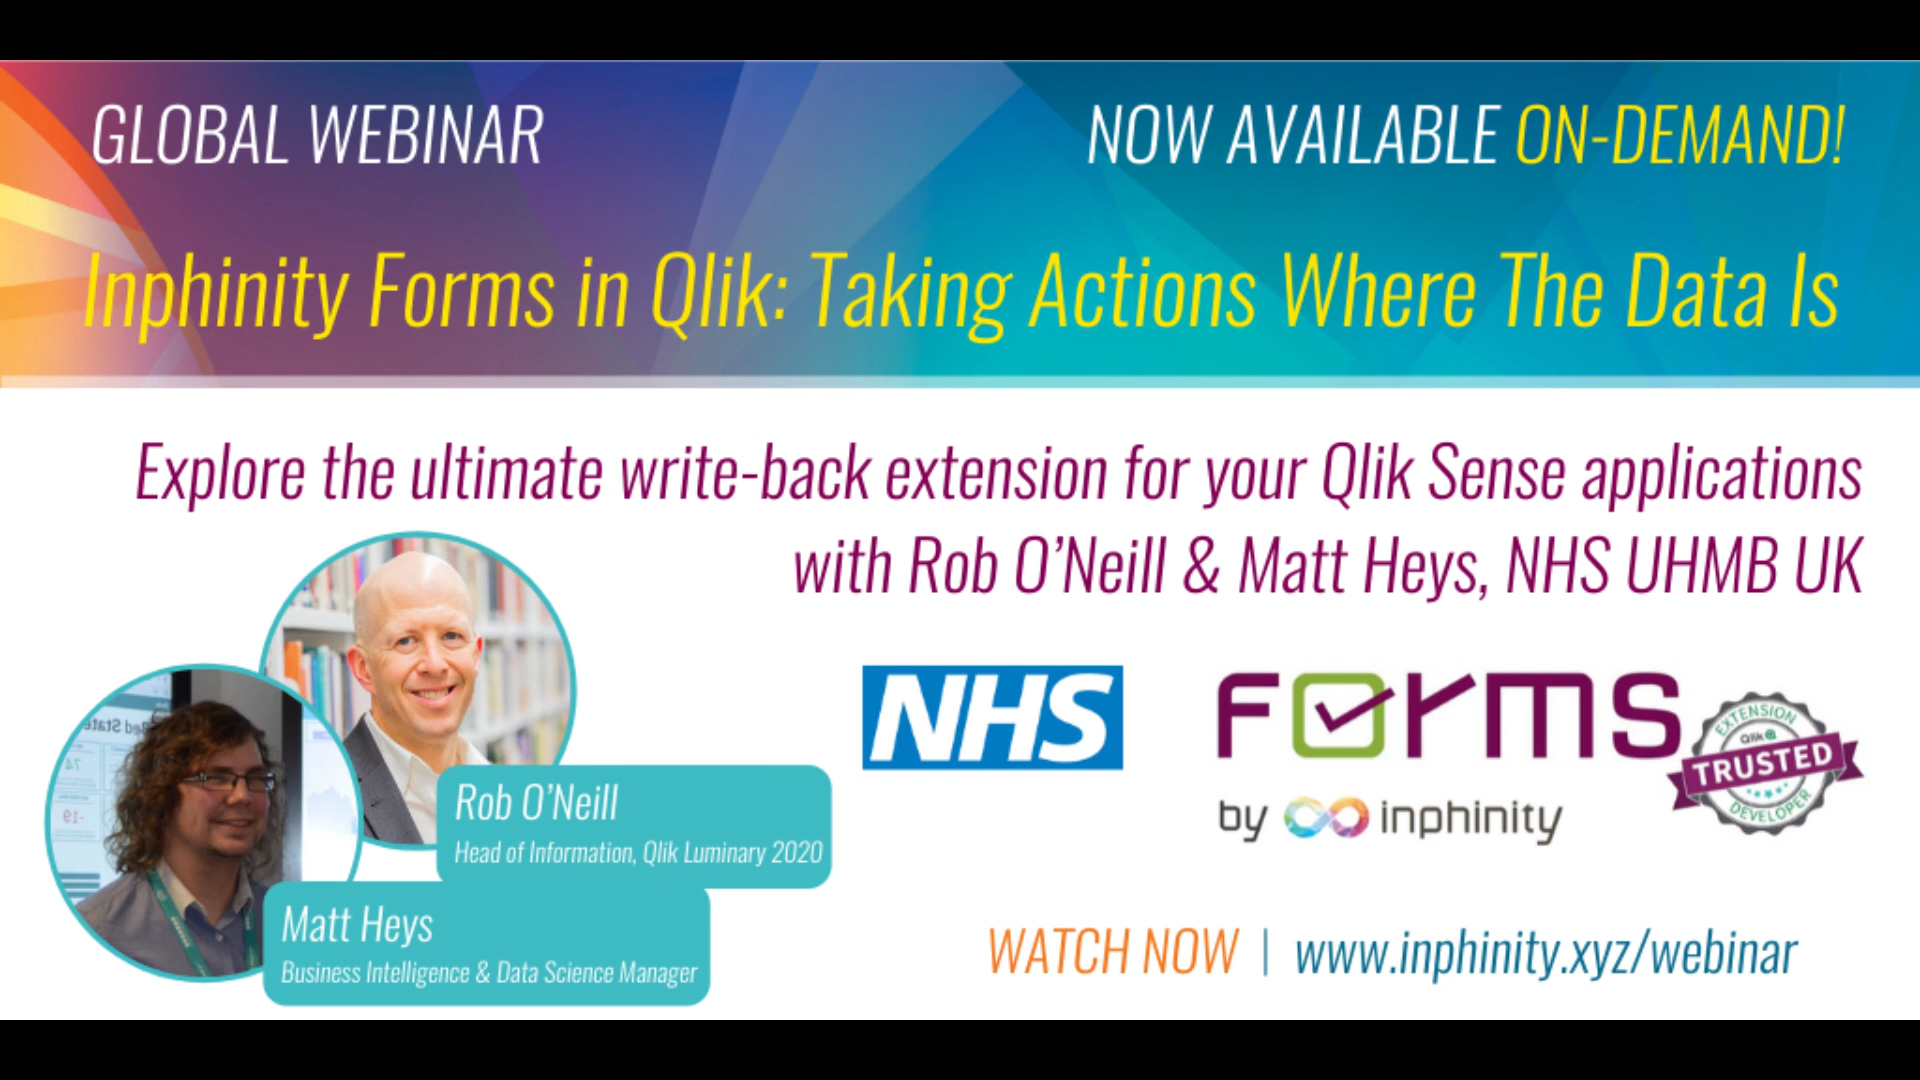 GLOBAL WEBINAR
NOW AVAILABLE ON-DEMAND!
Inphinity Forms in Qlik: Taking Actions Where The Data Is
Explore the ultimate write-back extension for your Qlik Sense applications
with Rob O'Neill & Matt Heys, NHS UHMB UK
NHS
FORMS
by inphinity
EXTENSION
Qlik
TRUSTED
DEVELOPER
Rob O'Neill
Head of Information, Qlik Luminary 2020
Matt Heys
Business Intelligence & Data Science Manager
WATCH NOW | www.inphinity.xyz/webinar